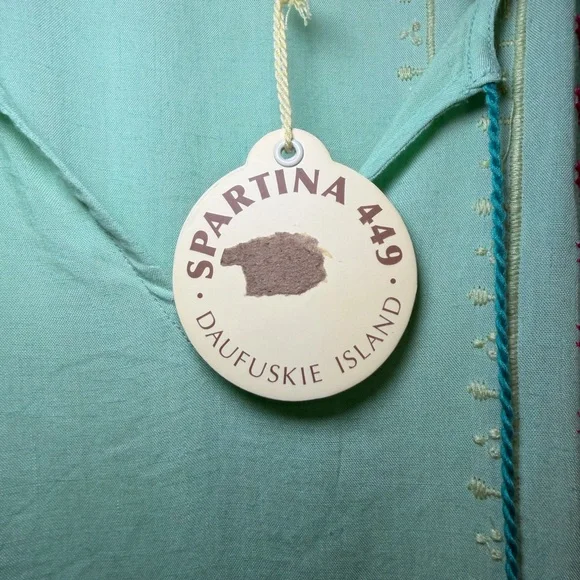 SPARTINA 449
· DAUFUSKIE ISLAND ·